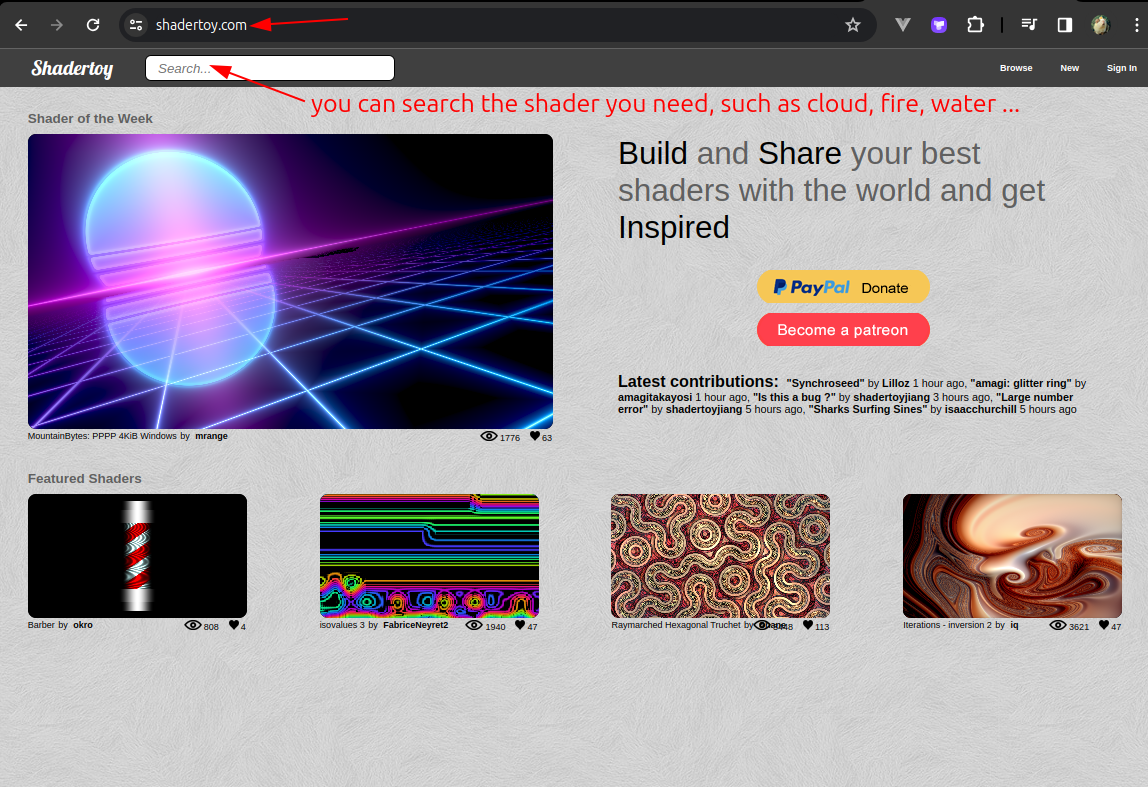 shadertoy.com
Shadertoy
Search...
Browse
New
Sign In
you can search the shader you need, such as cloud, fire, water ...
Shader of the Week
Build and Share your best
shaders with the world and get
Inspired
PayPal Donate
Become a patreon
Latest contributions: "Synchroseed" by Lilloz 1 hour ago, "amagi: glitter ring" by
amagitakayosi 1 hour ago, "Is this a bug ?" by shadertoyjiang 3 hours ago, "Large number
error" by shadertoyjiang 5 hours ago, "Sharks Surfing Sines" by isaacchurchill 5 hours ago
MountainBytes: PPPP 4KiB Windows by mrange
1776 63
Featured Shaders
Barber by okro 808 4
isovalues 3 by FabriceNeyret2 1940 47
Raymarched Hexagonal Truchet by 113
Iterations - inversion 2 by iq 3621 47